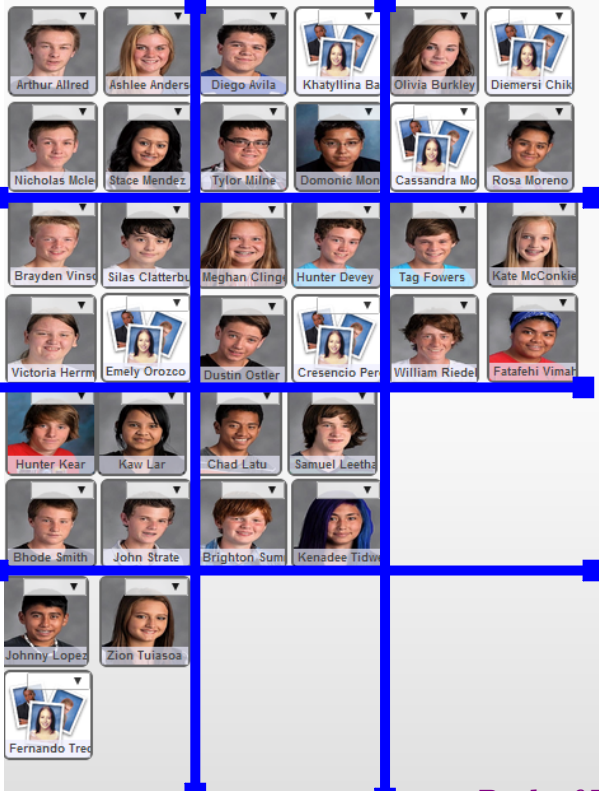 Arthur Allred Ashlee Anders Diego Avila Khatyllina Ba Olivia Burkley Diemersi Chik
Nicholas Mcle Stace Mendez Tylor Milne Domonic Mon Cassandra Mo Rosa Moreno
Brayden Vinso Silas Clatterbu Meghan Clinge Hunter Devey Tag Fowers Kate McConkie
Victoria Herrm Emely Orozco Dustin Ostler Cresencio Per William Riedel Fatafehi Vimah
Hunter Kear Kaw Lar Chad Latu Samuel Leetha
Bhode Smith John Strate Brighton Sum Kenadee Tidwe
Johnny Lopez Zion Tuiasoa
Fernando Trec